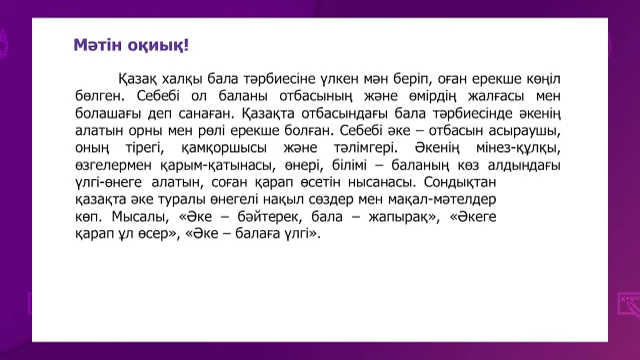 Мәтін оқиық!
Қазақ халқы бала тәрбиесіне үлкен мән беріп, оған ерекше көңіл
бөлген. Себебі ол баланы отбасының және өмірдің жалғасы мен
болашағы деп санаған. Қазақта отбасындағы бала тәрбиесінде әкенің
алатын орны мен рөлі ерекше болған. Себебі әке – отбасын асыраушы,
оның тірегі, қамқоршысы және тәлімгері. Әкенің мінез-құлқы,
өзгелермен қарым-қатынасы, өнері, білімі – баланың көз алдындағы
үлгі-өнеге алатын, соған қарап өсетін нысанасы. Сондықтан
қазақта әке туралы өнегелі нақыл сөздер мен мақал-мәтелдер
көп. Мысалы, «Әке – бәйтерек, бала – жапырақ», «Әкеге
қарап ұл өсер», «Әке – балаға үлгі».